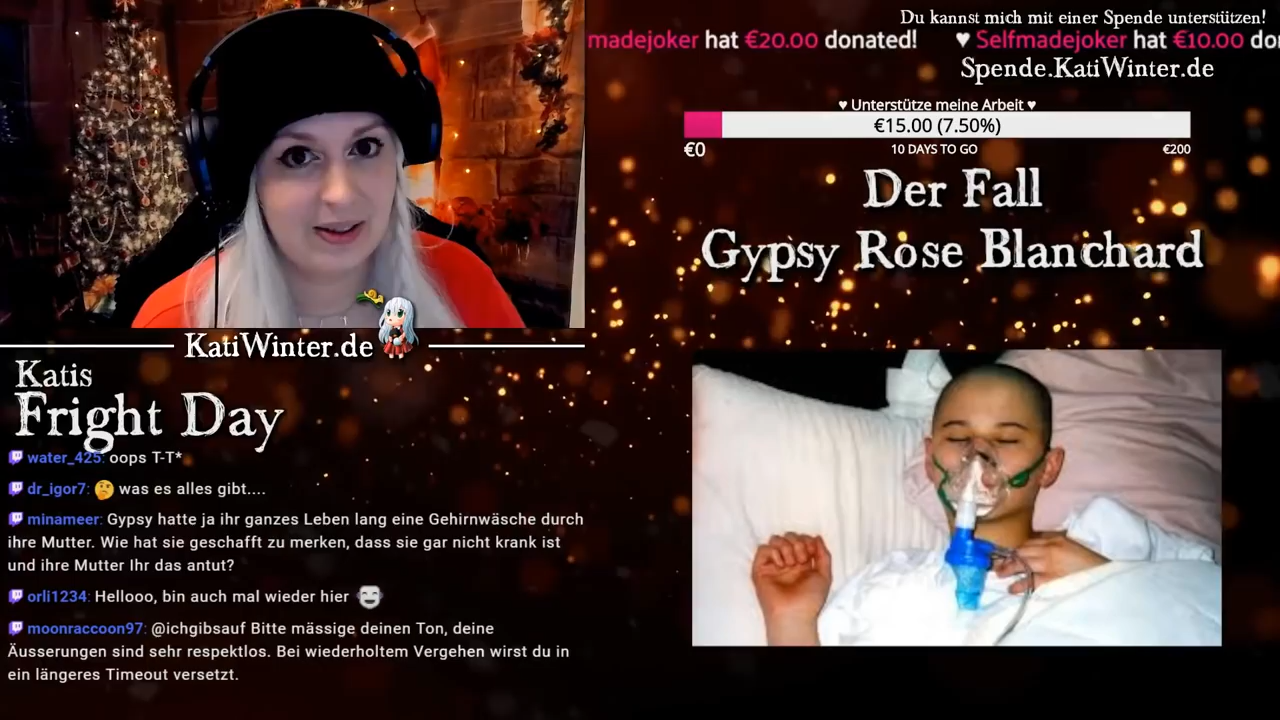 Du kannst mich mit einer Spende unterstützen!
madejoker hat €20.00 donated! ♥ Selfmadejoker hat €10.00 do
Spende.KatiWinter.de
♥ Unterstütze meine Arbeit ♥
€15.00 (7.50%)
€0 10 DAYS TO GO €200
Der Fall
Gypsy Rose Blanchard
KatiWinter.de
Katis
Fright Day
water_425: oops T-T*
dr_igor7: 🤔 was es alles gibt....
minameer: Gypsy hatte ja ihr ganzes Leben lang eine Gehirnwäsche durch
ihre Mutter. Wie hat sie geschafft zu merken, dass sie gar nicht krank ist
und ihre Mutter Ihr das antut?
orli1234: Hellooo, bin auch mal wieder hier
moonraccoon97: @ichgibsauf Bitte mässige deinen Ton, deine
Äusserungen sind sehr respektlos. Bei wiederholtem Vergehen wirst du in
ein längeres Timeout versetzt.